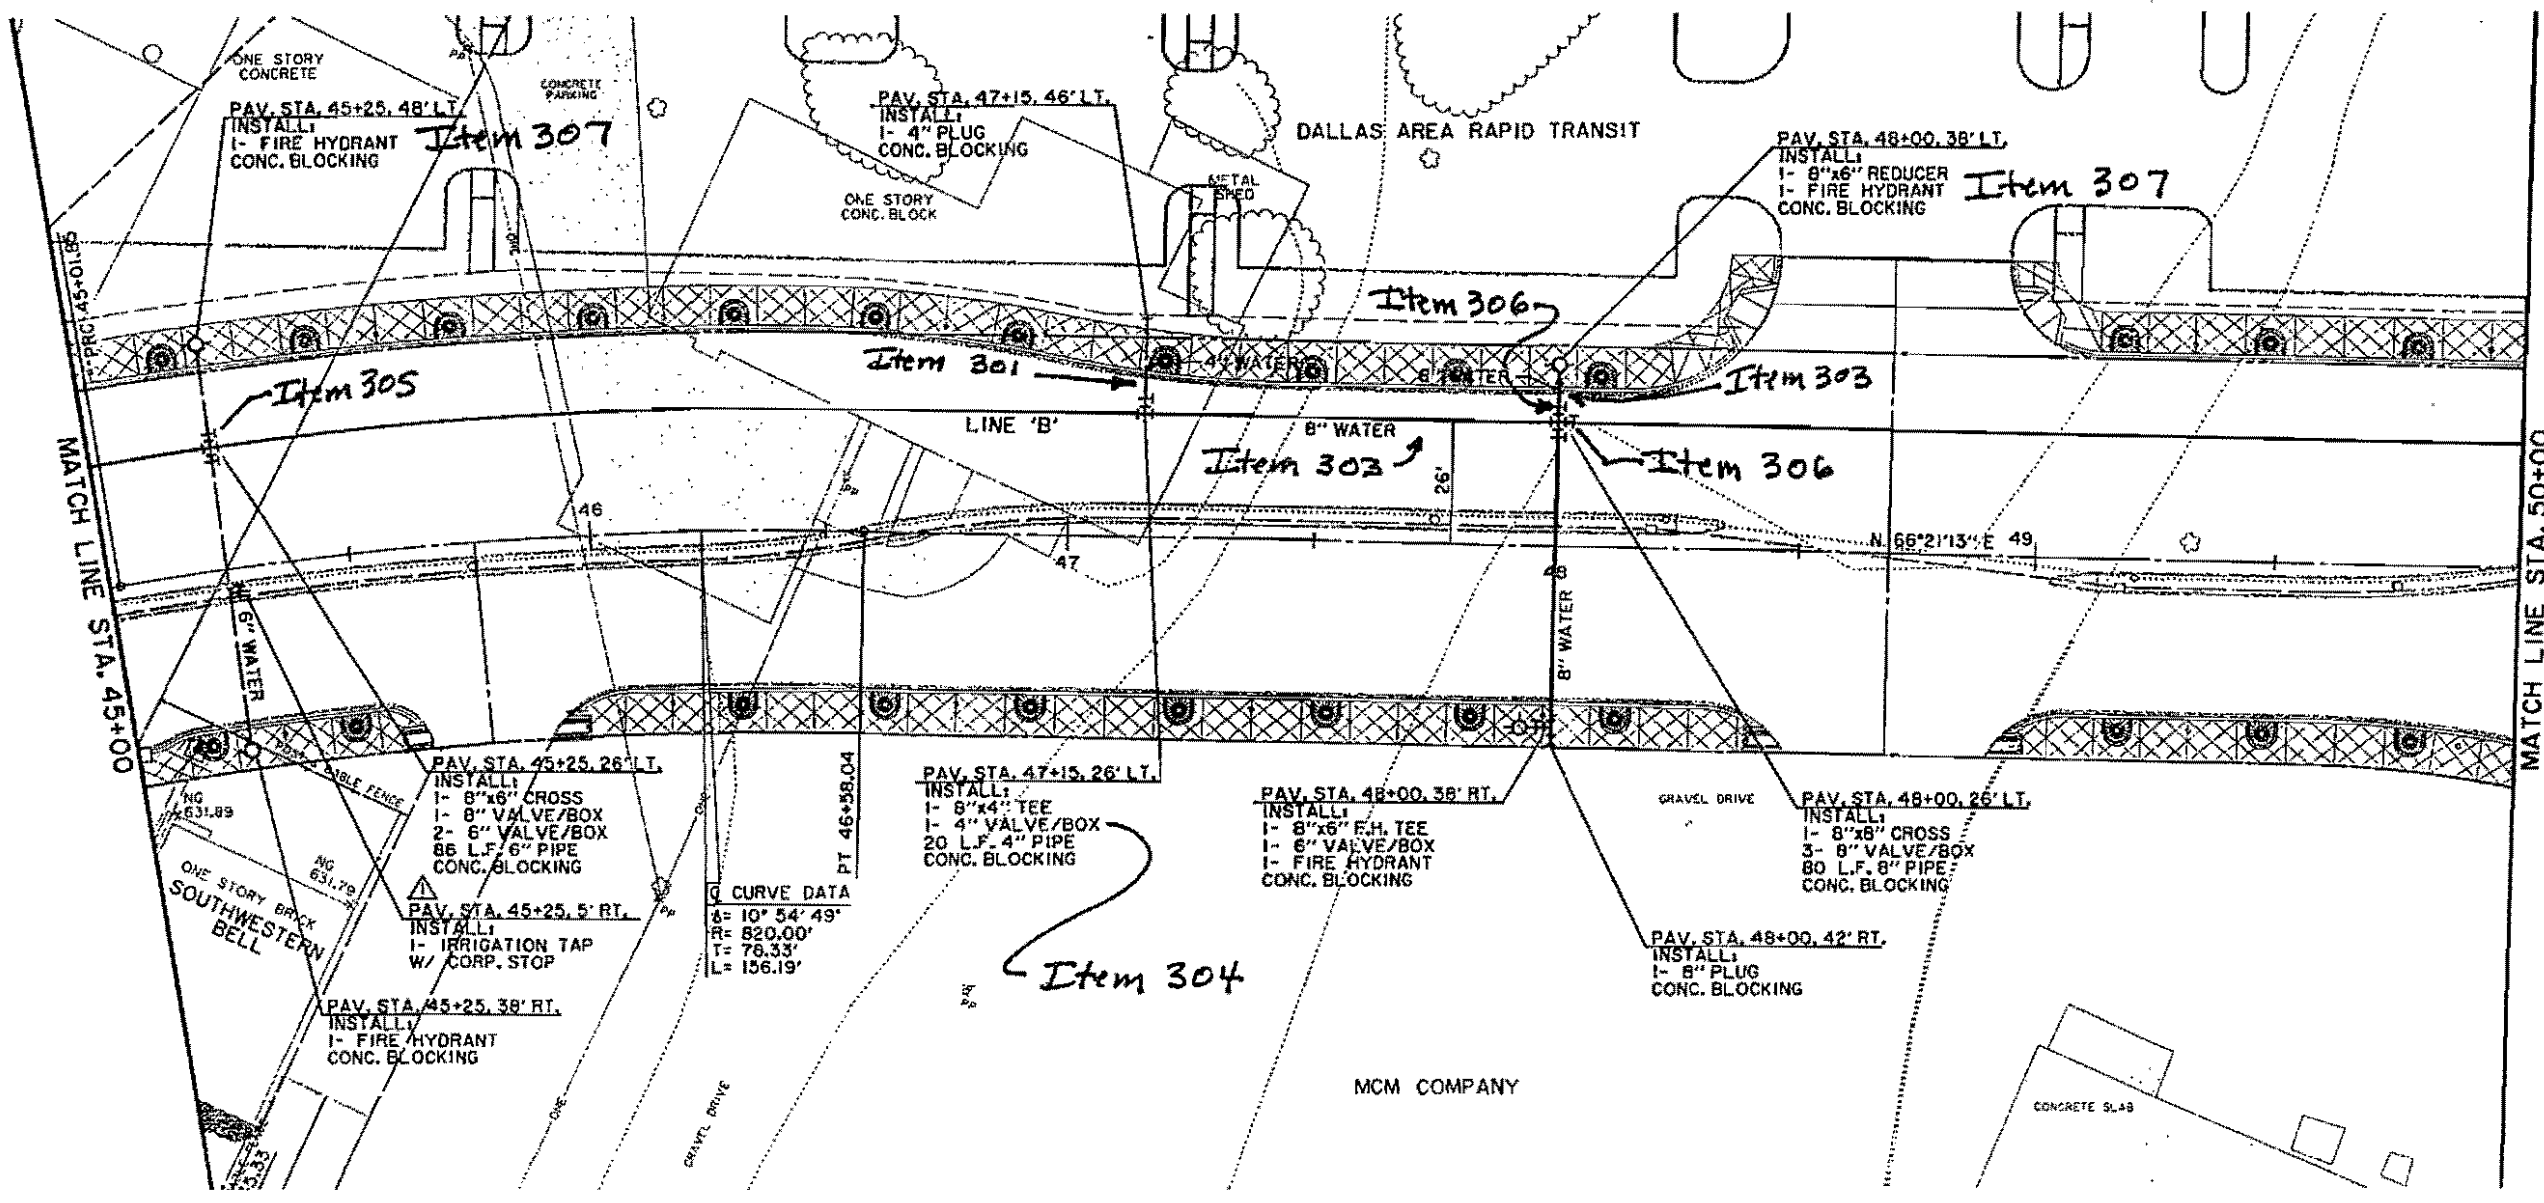 ONE STORY
CONCRETE
CONCRETE
PARKING
PAV. STA. 45+25, 48' LT.
INSTALL:
1- FIRE HYDRANT
CONC. BLOCKING
Item 307
PAV. STA. 47+15, 46' LT.
INSTALL:
1- 4" PLUG
CONC. BLOCKING
DALLAS AREA RAPID TRANSIT
PAV. STA. 48+00, 38' LT.
INSTALL:
1- 8"x6" REDUCER
1- FIRE HYDRANT
CONC. BLOCKING
Item 307
METAL
SHED
ONE STORY
CONC. BLOCK
PRC 45+01.85
Item 306
Item 301
4" WATER
WATER
Item 303
Item 305
LINE 'B'
8" WATER
Item 303
Item 306
26'
MATCH LINE STA. 45+00
46
47
48
N 66°21'13" E
49
MATCH LINE STA. 50+00
6" WATER
8" WATER
PT 46+58.04
PAV. STA. 45+25, 26' LT.
INSTALL:
1- 8"x6" CROSS
1- 8" VALVE/BOX
2- 6" VALVE/BOX
86 L.F. 6" PIPE
CONC. BLOCKING
PAV. STA. 47+15, 26' LT.
INSTALL:
1- 8"x4" TEE
1- 4" VALVE/BOX
20 L.F. 4" PIPE
CONC. BLOCKING
PAV. STA. 48+00, 38' RT.
INSTALL:
1- 8"x6" F.H. TEE
1- 6" VALVE/BOX
1- FIRE HYDRANT
CONC. BLOCKING
GRAVEL DRIVE
PAV. STA. 48+00, 26' LT.
INSTALL:
1- 8"x8" CROSS
3- 8" VALVE/BOX
80 L.F. 8" PIPE
CONC. BLOCKING
NG
631.89
NG
631.79
ONE STORY BRICK
SOUTHWESTERN
BELL
1
PAV. STA. 45+25, 5' RT.
INSTALL:
1- IRRIGATION TAP
W/ CORP. STOP
CURVE DATA
Δ= 10° 54' 49"
R= 820.00'
T= 78.33'
L= 156.19'
Item 304
PAV. STA. 48+00, 42' RT.
INSTALL:
1- 8" PLUG
CONC. BLOCKING
PAV. STA. 45+25, 38' RT.
INSTALL:
1- FIRE HYDRANT
CONC. BLOCKING
GRAVEL DRIVE
MCM COMPANY
CONCRETE SLAB